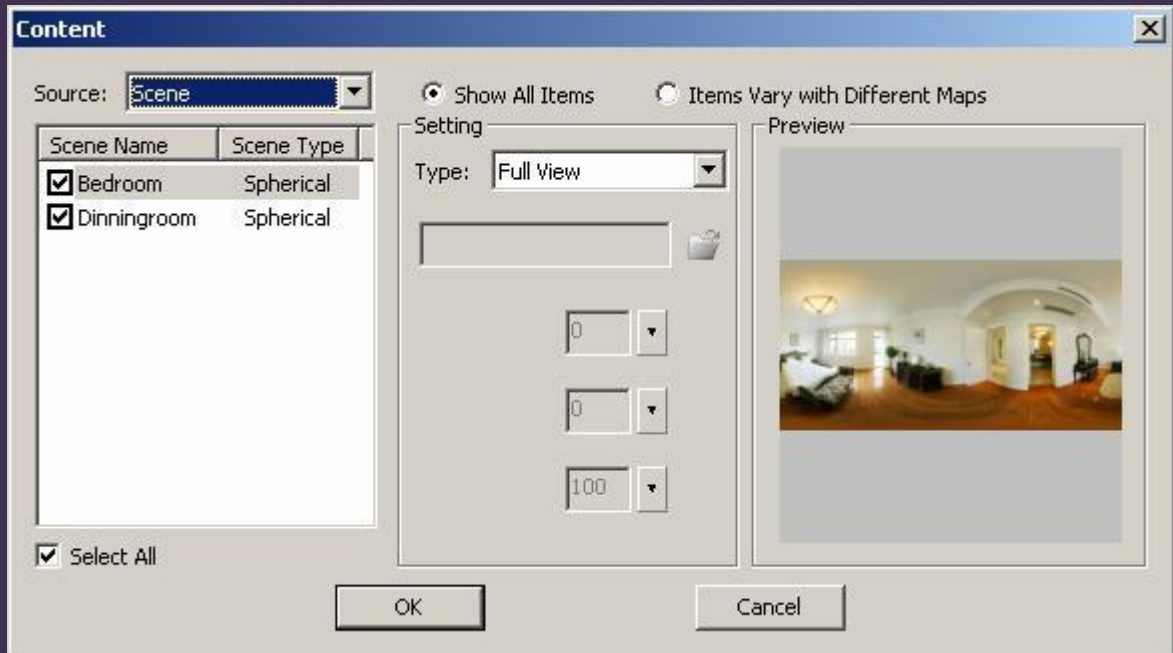 Content
Source: Scene
Show All Items
Items Vary with Different Maps
Scene Name Scene Type
Bedroom Spherical
Dinningroom Spherical
Select All
Setting
Type: Full View
0
0
100
Preview
OK
Cancel